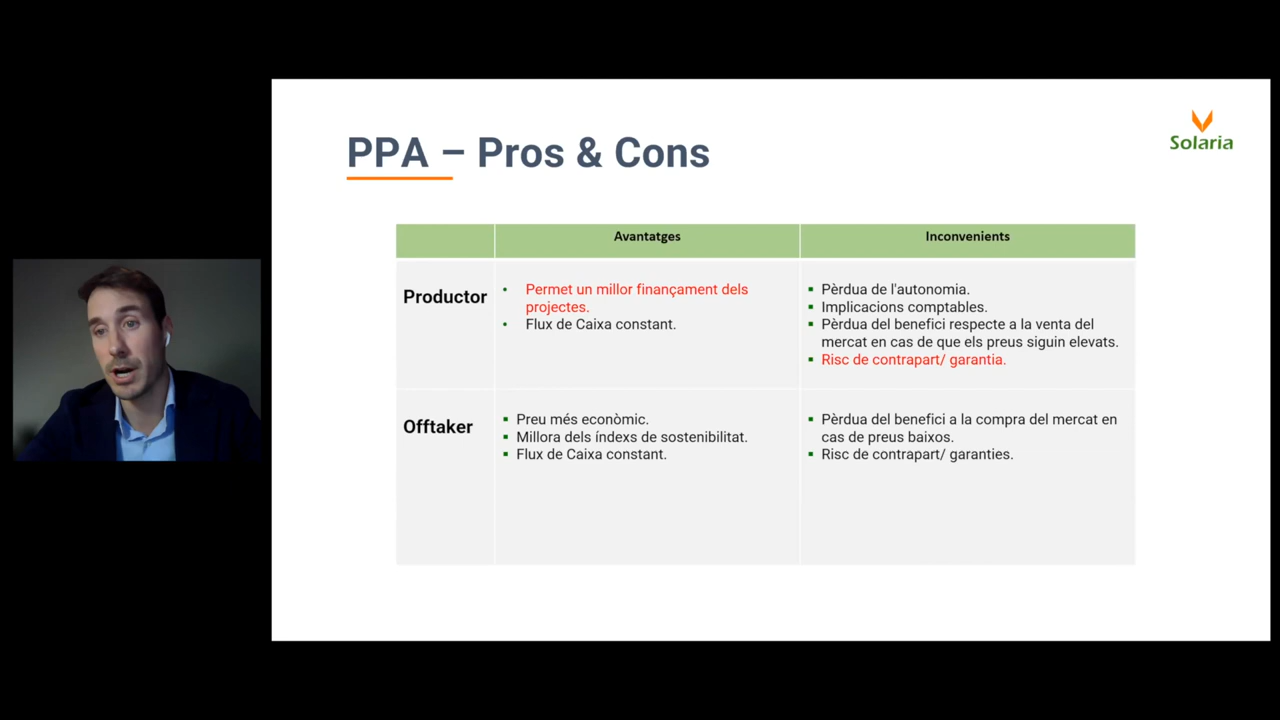 PPA – Pros & Cons
Solaria
Avantatges
Inconvenients
Productor
Permet un millor finançament dels
projectes.
Flux de Caixa constant.
Pèrdua de l'autonomia.
Implicacions comptables.
Pèrdua del benefici respecte a la venta del
mercat en cas de que els preus siguin elevats.
Risc de contrapart/ garantia.
Offtaker
Preu més econòmic.
Millora dels índexs de sostenibilitat.
Flux de Caixa constant.
Pèrdua del benefici a la compra del mercat en
cas de preus baixos.
Risc de contrapart/ garanties.